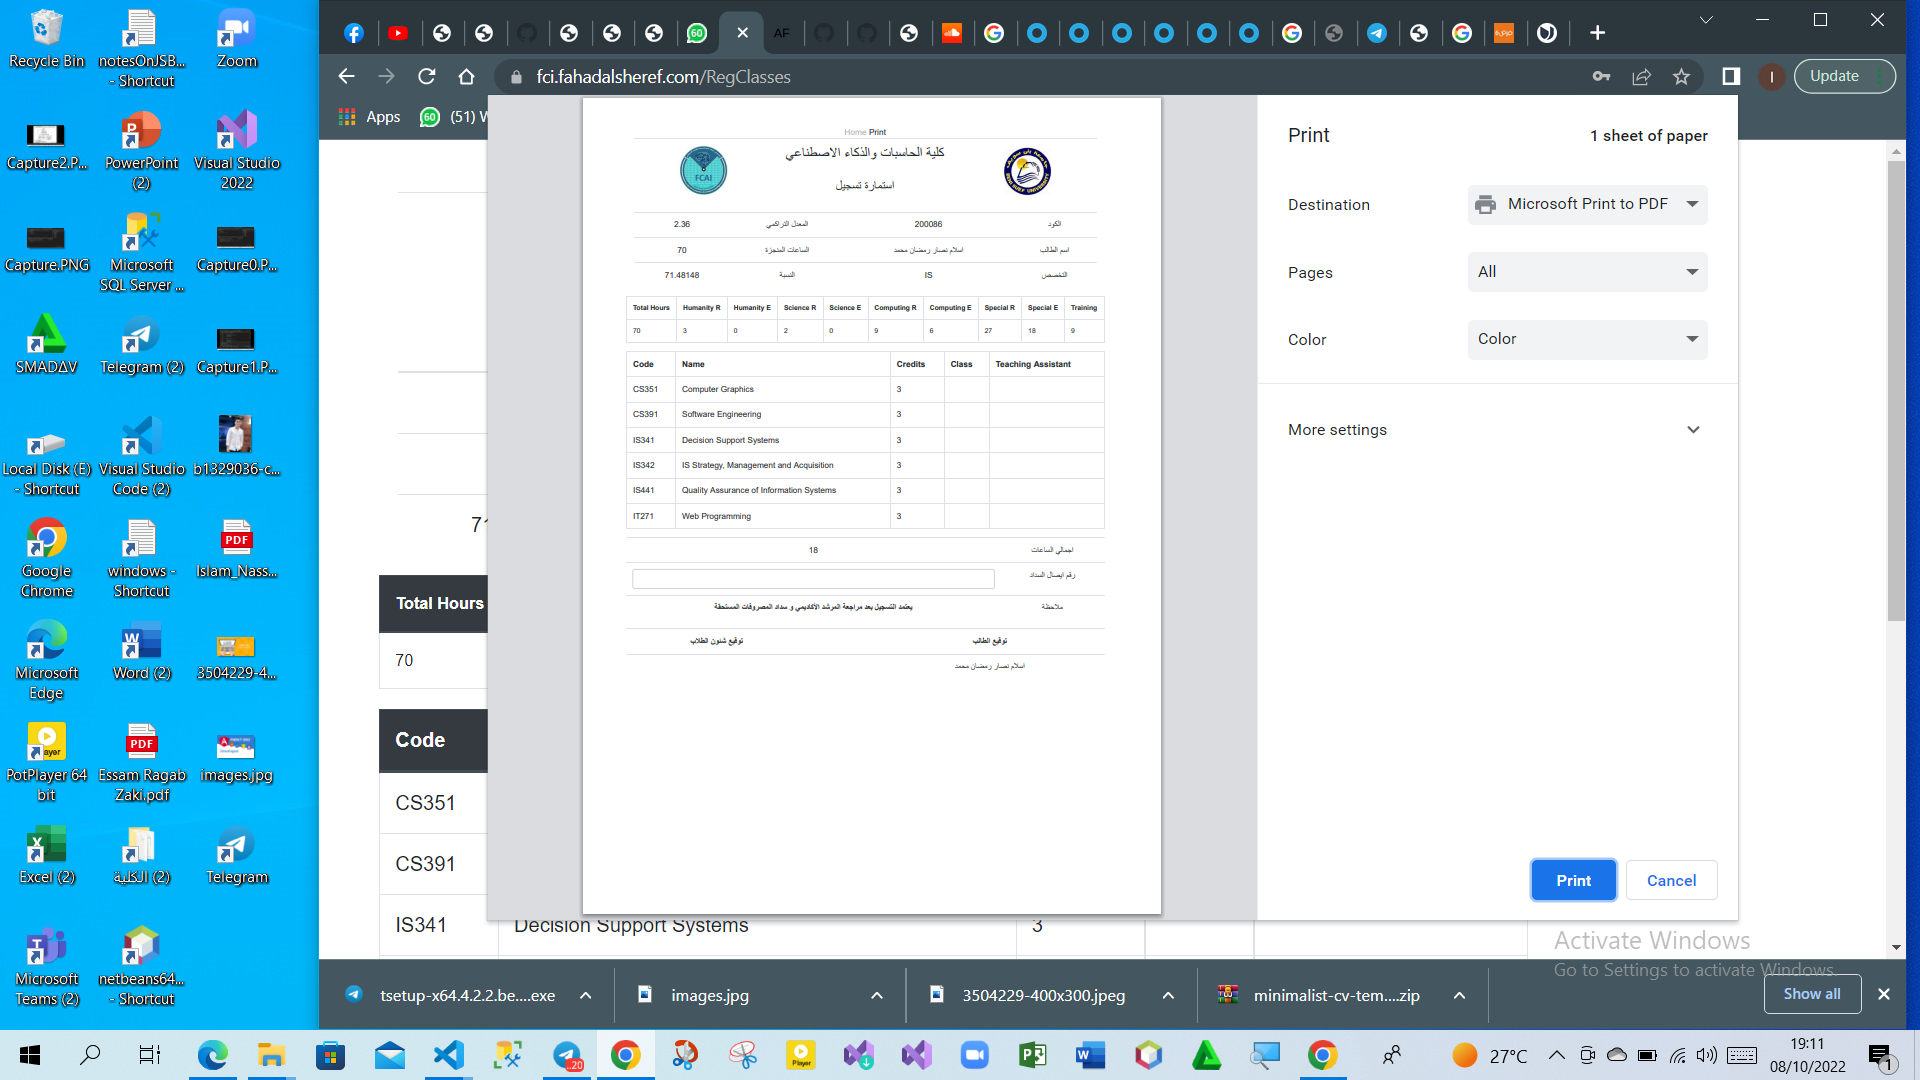 Recycle Bin
notesOnJSB...
- Shortcut
Zoom
Capture2.P...
PowerPoint
(2)
Visual Studio
2022
Capture.PNG
Microsoft
SQL Server ...
Capture0.P...
SMADΔV
Telegram (2)
Capture1.P...
Local Disk (E)
- Shortcut
Visual Studio
Code (2)
b1329036-c...
Google
Chrome
windows -
Shortcut
PDF
Islam_Nass...
Microsoft
Edge
Word (2)
3504229-4...
PotPlayer 64
bit
PDF
Essam Ragab
Zaki.pdf
images.jpg
Excel (2)
الكلية (2)
Telegram
Microsoft
Teams (2)
netbeans64...
- Shortcut
AF
fci.fahadalsheref.com/RegClasses
I
Update
Apps
60
(51) W
Home Print
كلية الحاسبات والذكاء الاصطناعي
FCAI
استمارة تسجيل
الكود
200086
المعدل التراكمي
2.36
اسم الطالب
اسلام نصار رمضان محمد
الساعات المنجزة
70
التخصص
IS
النسبة
71.48148
Total Hours Humanity R Humanity E Science R Science E Computing R Computing E Special R Special E Training
70 3 0 2 0 9 6 27 18 9
Code Name Credits Class Teaching Assistant
CS351 Computer Graphics 3
CS391 Software Engineering 3
IS341 Decision Support Systems 3
IS342 IS Strategy, Management and Acquisition 3
IS441 Quality Assurance of Information Systems 3
IT271 Web Programming 3
اجمالي الساعات
18
رقم ايصال السداد
ملاحظة
يعتمد التسجيل بعد مراجعة المرشد الأكاديمي و سداد المصروفات المستحقة
توقيع الطالب
توقيع شئون الطلاب
اسلام نصار رمضان محمد
Print
1 sheet of paper
Destination
Microsoft Print to PDF
Pages
All
Color
Color
More settings
Print
Cancel
71
Total Hours
70
Code
CS351
CS391
IS341 Decision Support Systems 3
Activate Windows
Go to Settings to activate Windows.
tsetup-x64.4.2.2.be....exe
images.jpg
3504229-400x300.jpeg
minimalist-cv-tem....zip
Show all
..20
27°C
19:11
08/10/2022
1